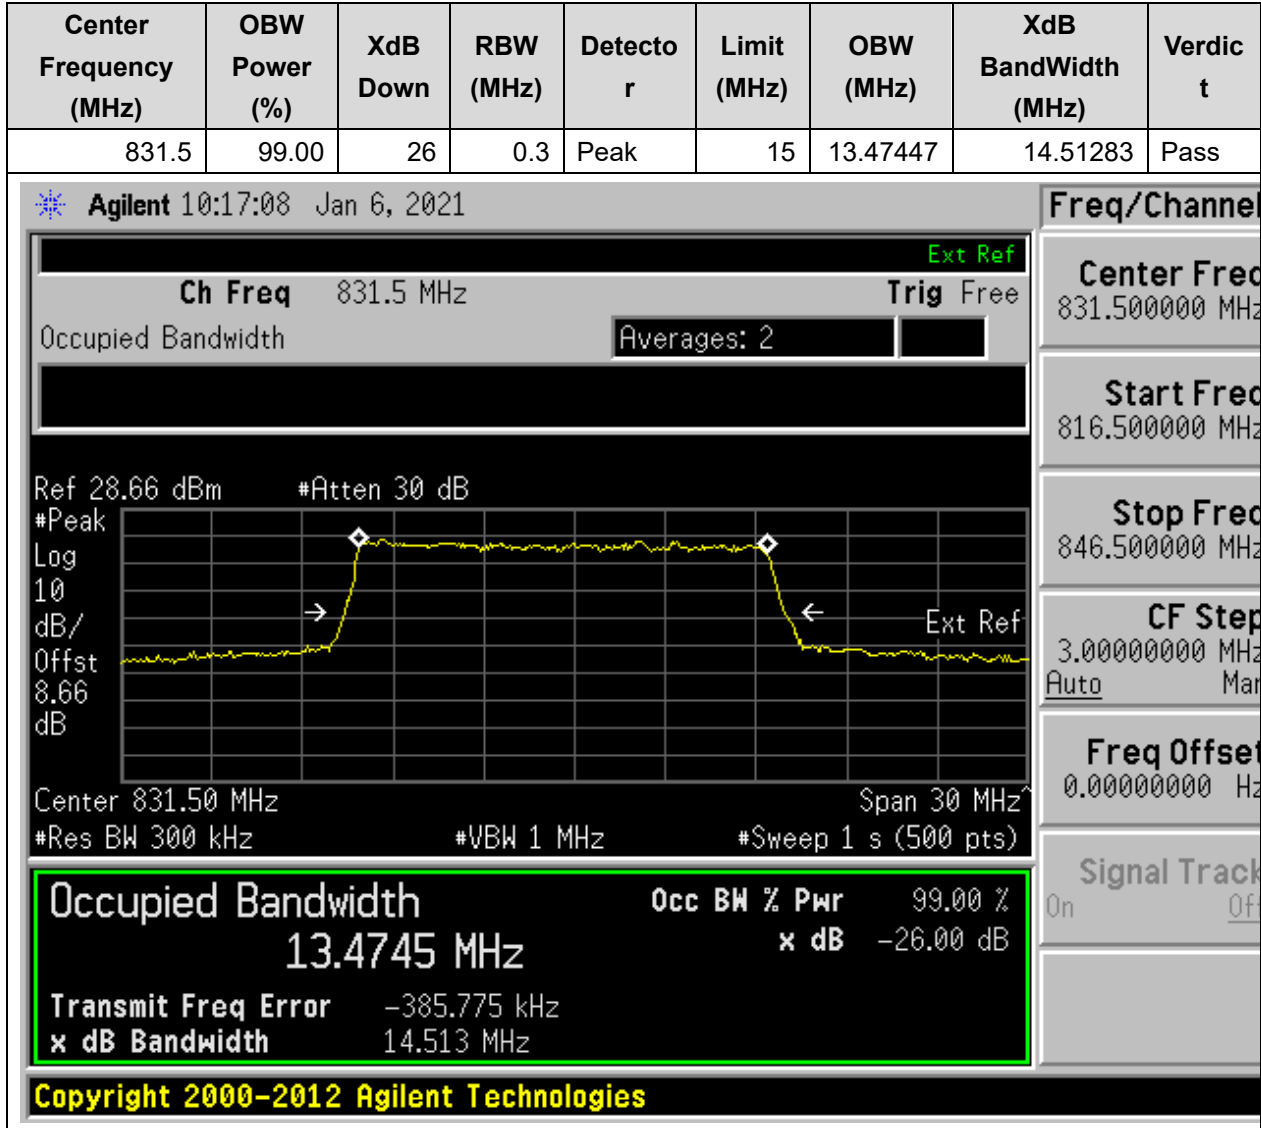 Center Frequency (MHz) OBW Power (%) XdB Down RBW (MHz) Detecto r Limit (MHz) OBW (MHz) XdB BandWidth (MHz) Verdic t
831.5 99.00 26 0.3 Peak 15 13.47447 14.51283 Pass
Agilent 10:17:08 Jan 6, 2021
Freq/Channel
Ext Ref
Ch Freq 831.5 MHz Trig Free
Occupied Bandwidth Averages: 2
Center Freq
831.500000 MHz
Start Freq
816.500000 MHz
Stop Freq
846.500000 MHz
CF Step
3.00000000 MHz
Auto Man
Freq Offset
0.00000000 Hz
Signal Track
On Off
Ref 28.66 dBm #Atten 30 dB
#Peak
Log
10
dB/
Offst
8.66
dB
Ext Ref
Center 831.50 MHz Span 30 MHz^
#Res BW 300 kHz #VBW 1 MHz #Sweep 1 s (500 pts)
Occupied Bandwidth Occ BW % Pwr 99.00 %
13.4745 MHz x dB -26.00 dB
Transmit Freq Error -385.775 kHz
x dB Bandwidth 14.513 MHz
Copyright 2000-2012 Agilent Technologies